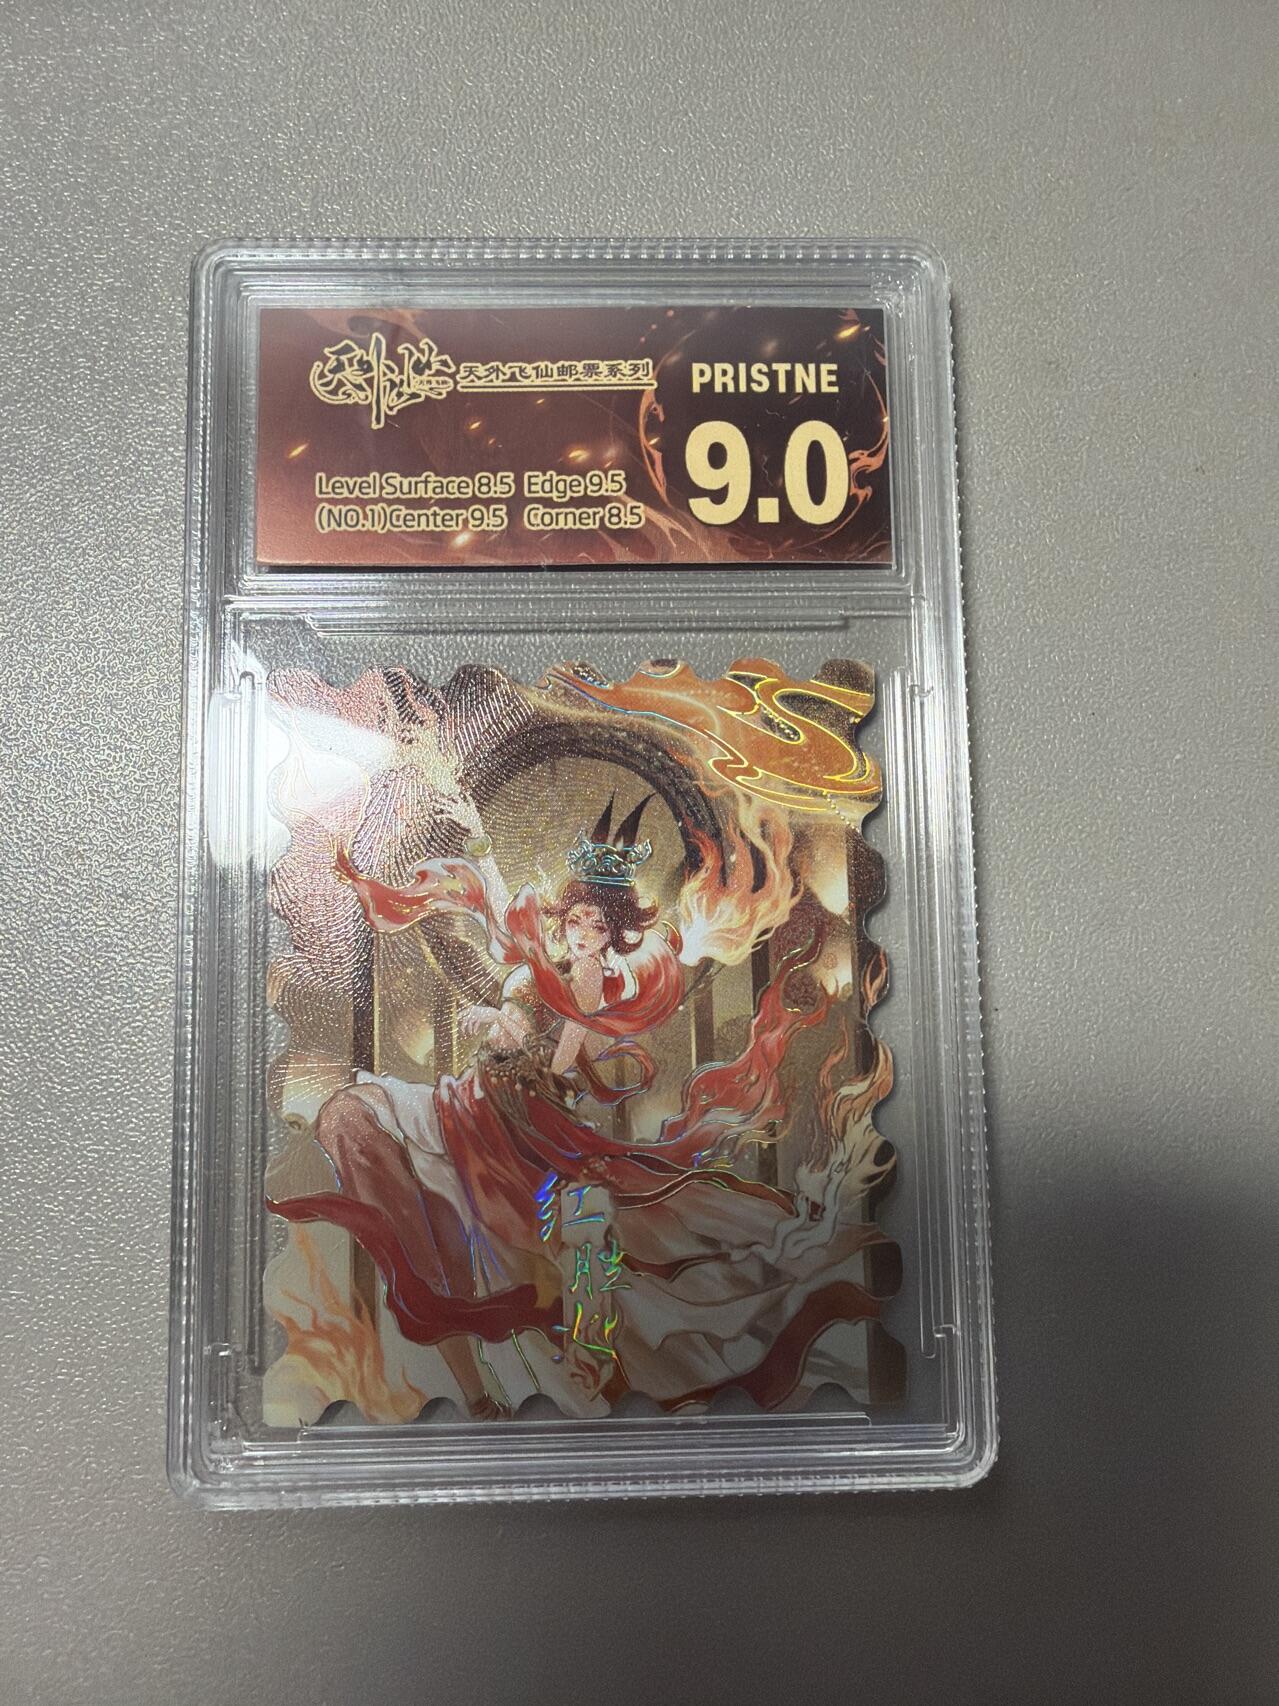 天外飞仙邮票系列
PRISTNE
9.0
Level Surface 8.5 Edge 9.5
(NO.1)Center 9.5 Corner 8.5
红
胜